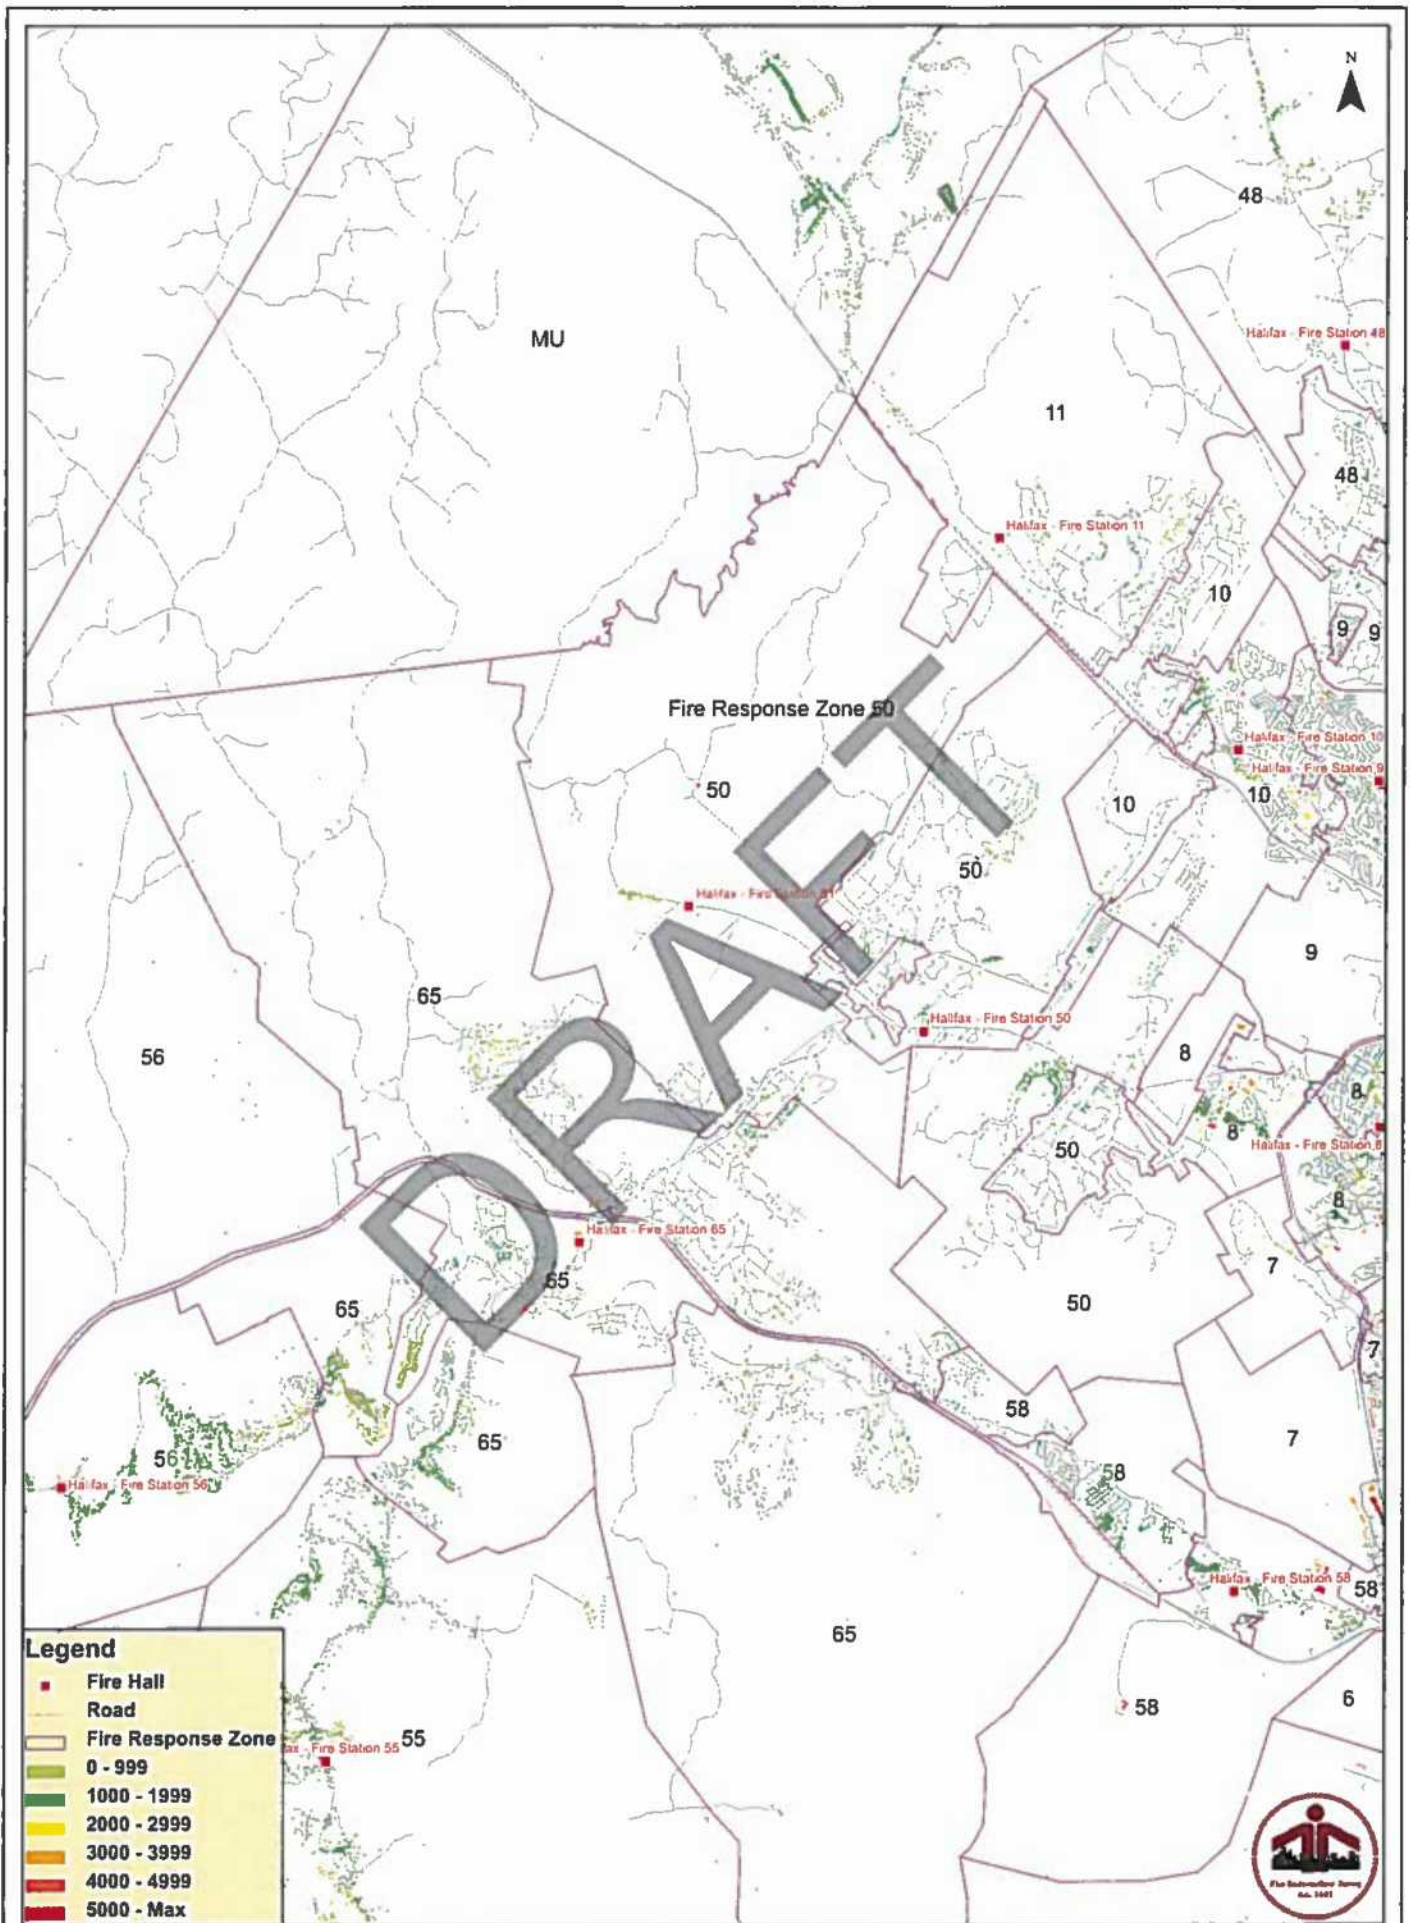 N
48
Halifax - Fire Station 48
MU
11
48
Halifax - Fire Station 11
10
9
9
Fire Response Zone 50
Halifax - Fire Station 10
Halifax - Fire Station 9
50
10
10
50
Halifax - Fire Station
9
65
Halifax - Fire Station 50
56
8
8
50
8
Halifax - Fire Station 8
8
DRAFT
Halifax - Fire Station 65
7
65
65
50
7
58
65
7
56
58
Halifax - Fire Station 56
Halifax - Fire Station 58
58
65
6
58
55
Fire Station 55
Legend
Fire Hall
Road
Fire Response Zone
0 - 999
1000 - 1999
2000 - 2999
3000 - 3999
4000 - 4999
5000 - Max